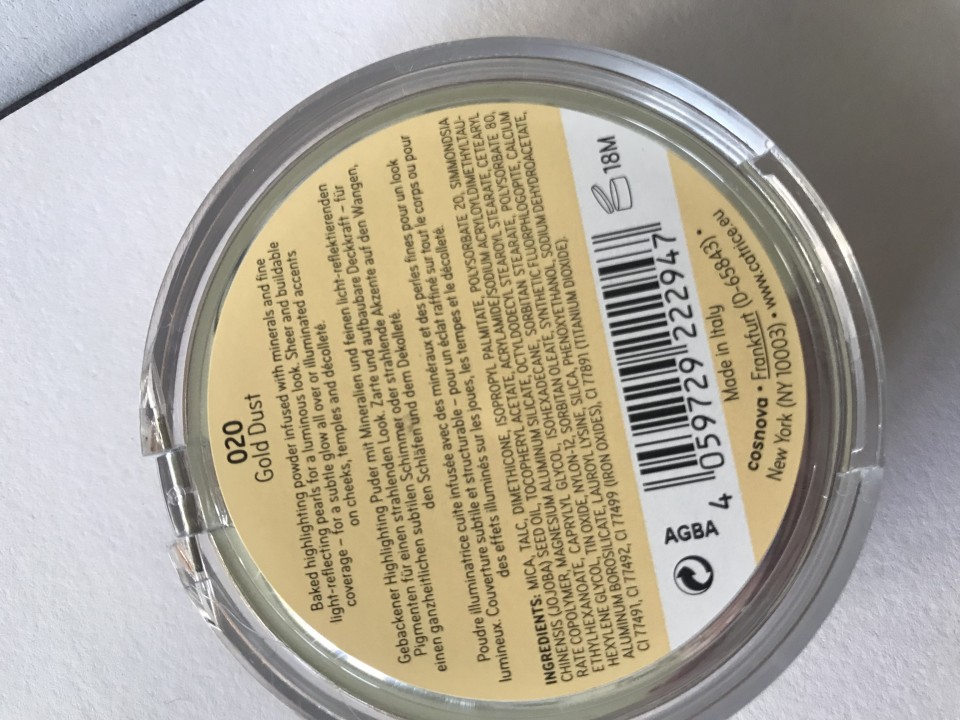 020
Gold Dust
Baked highlighting powder infused with minerals and fine
light-reflecting pearls for a luminous look. Sheer and buildable
coverage – for a subtle glow all over or illuminated accents
on cheeks, temples and décolleté.
Gebackener Highlighting Puder mit Mineralien und feinen licht-reflektierenden
Pigmenten für einen strahlenden Look. Zarte und aufbaubare Deckkraft – für
einen ganzheitlichen subtilen Schimmer oder strahlende Akzente auf den Wangen,
den Schläfen und dem Dekolleté.
Poudre illuminatrice cuite infusée avec des minéraux et des perles fines pour un look
lumineux. Couverture subtile et structurable – pour un éclat raffiné sur tout le corps ou pour
des effets illuminés sur les joues, les tempes et le décolleté.
INGREDIENTS: MICA, TALC, DIMETHICONE, ISOPROPYL PALMITATE, POLYSORBATE 20, SIMMONDSIA
CHINENSIS (JOJOBA) SEED OIL, TOCOPHERYL ACETATE, ACRYLAMIDE/SODIUM ACRYLOYLDIMETHYLTAU-
RATE COPOLYMER, MAGNESIUM ALUMINUM SILICATE, OCTYLDODECYL STEAROYL STEARATE, CETEARYL
ETHYLHEXANOATE, CAPRYLYL GLYCOL, ISOHEXADECANE, SORBITAN STEARATE, POLYSORBATE 80,
HEXYLENE GLYCOL, TIN OXIDE, NYLON-12, SORBITAN OLEATE, SYNTHETIC FLUORPHLOGOPITE, CALCIUM
ALUMINUM BOROSILICATE, LAUROYL LYSINE, SILICA, PHENOXYETHANOL, SODIUM DEHYDROACETATE,
CI 77491, CI 77492, CI 77499 (IRON OXIDES), CI 77891 (TITANIUM DIOXIDE).
AGBA
4 059729 222947
18M
Made in Italy
cosnova • Frankfurt (D-65843) •
New York (NY 10003) • www.catrice.eu